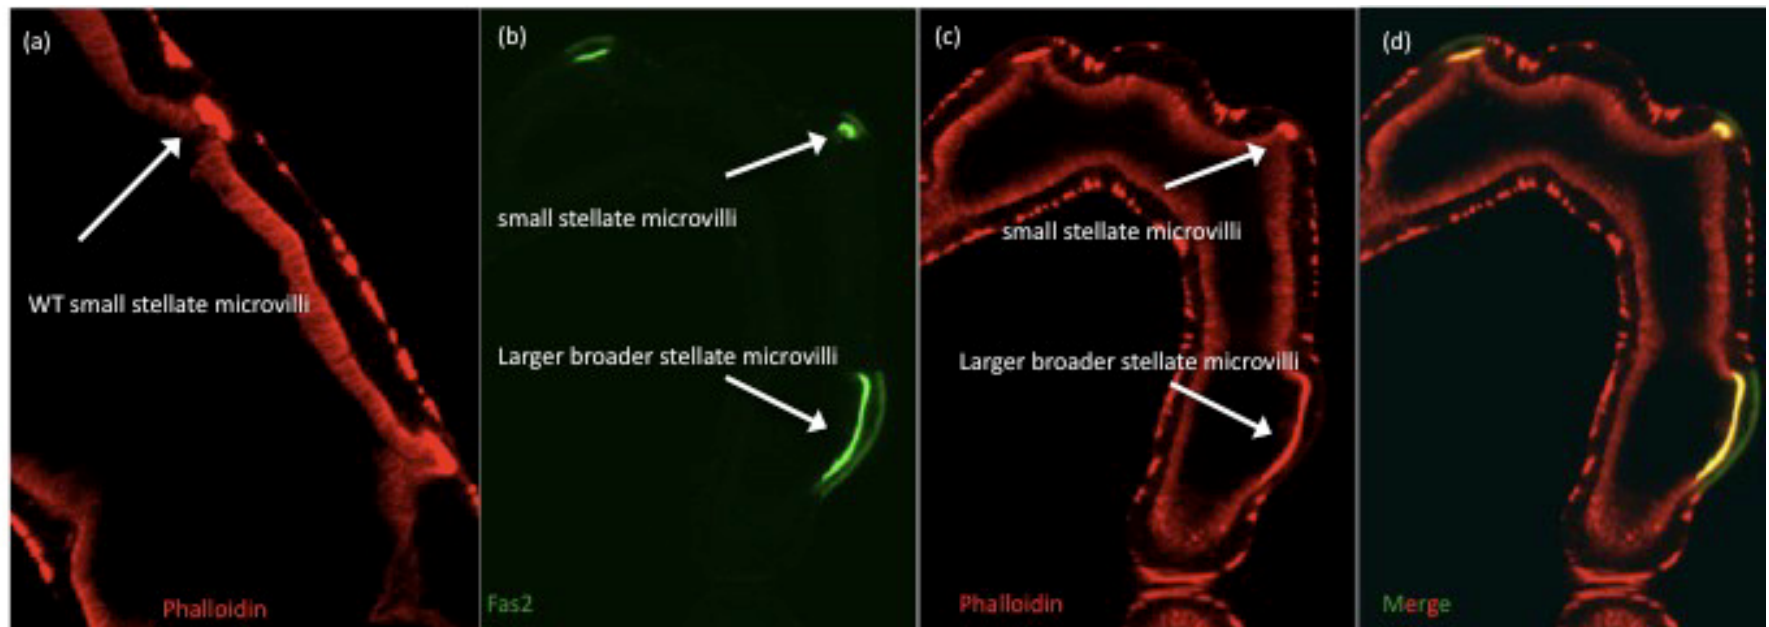 (a)
WT small stellate microvilli
Phalloidin
(b)
small stellate microvilli
Larger broader stellate microvilli
Fas2
(c)
small stellate microvilli
Larger broader stellate microvilli
Phalloidin
(d)
Merge